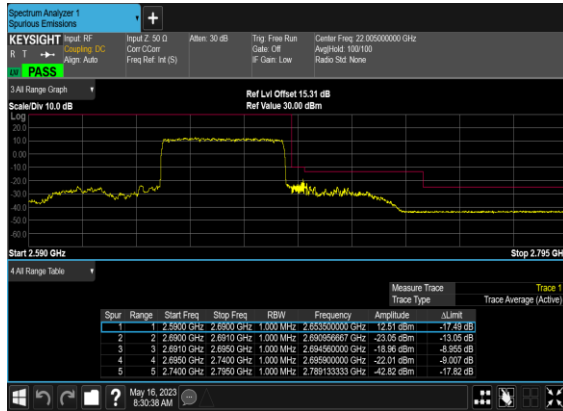 Spectrum Analyzer 1
Spurious Emissions
KEYSIGHT Input: RF Input Z: 50 Ω Atten: 30 dB Trig: Free Run Center Freq: 22.005000000 GHz
R T Coupling: DC Corr CCorr Gate: Off Avg|Hold: 100/100
Align: Auto Freq Ref: Int (S) IF Gain: Low Radio Std: None
PASS
3 All Range Graph
Ref Lvl Offset 15.31 dB
Scale/Div 10.0 dB Ref Value 30.00 dBm
Log
20.0
10.0
0.00
-10.0
-20.0
-30.0
-40.0
-50.0
-60.0
Start 2.590 GHz Stop 2.795 GH
4 All Range Table
Measure Trace Trace 1
Trace Type Trace Average (Active)
Spur Range Start Freq Stop Freq RBW Frequency Amplitude ΔLimit
1 1 2.5900 GHz 2.6900 GHz 1.000 MHz 2.653500000 GHz 12.51 dBm -17.49 dB
2 2 2.6900 GHz 2.6910 GHz 1.000 MHz 2.690956667 GHz -23.05 dBm -13.05 dB
3 3 2.6910 GHz 2.6950 GHz 1.000 MHz 2.694560000 GHz -18.96 dBm -8.955 dB
4 4 2.6950 GHz 2.7400 GHz 1.000 MHz 2.695900000 GHz -22.01 dBm -9.007 dB
5 5 2.7400 GHz 2.7950 GHz 1.000 MHz 2.789133333 GHz -42.82 dBm -17.82 dB
May 16, 2023
8:30:38 AM